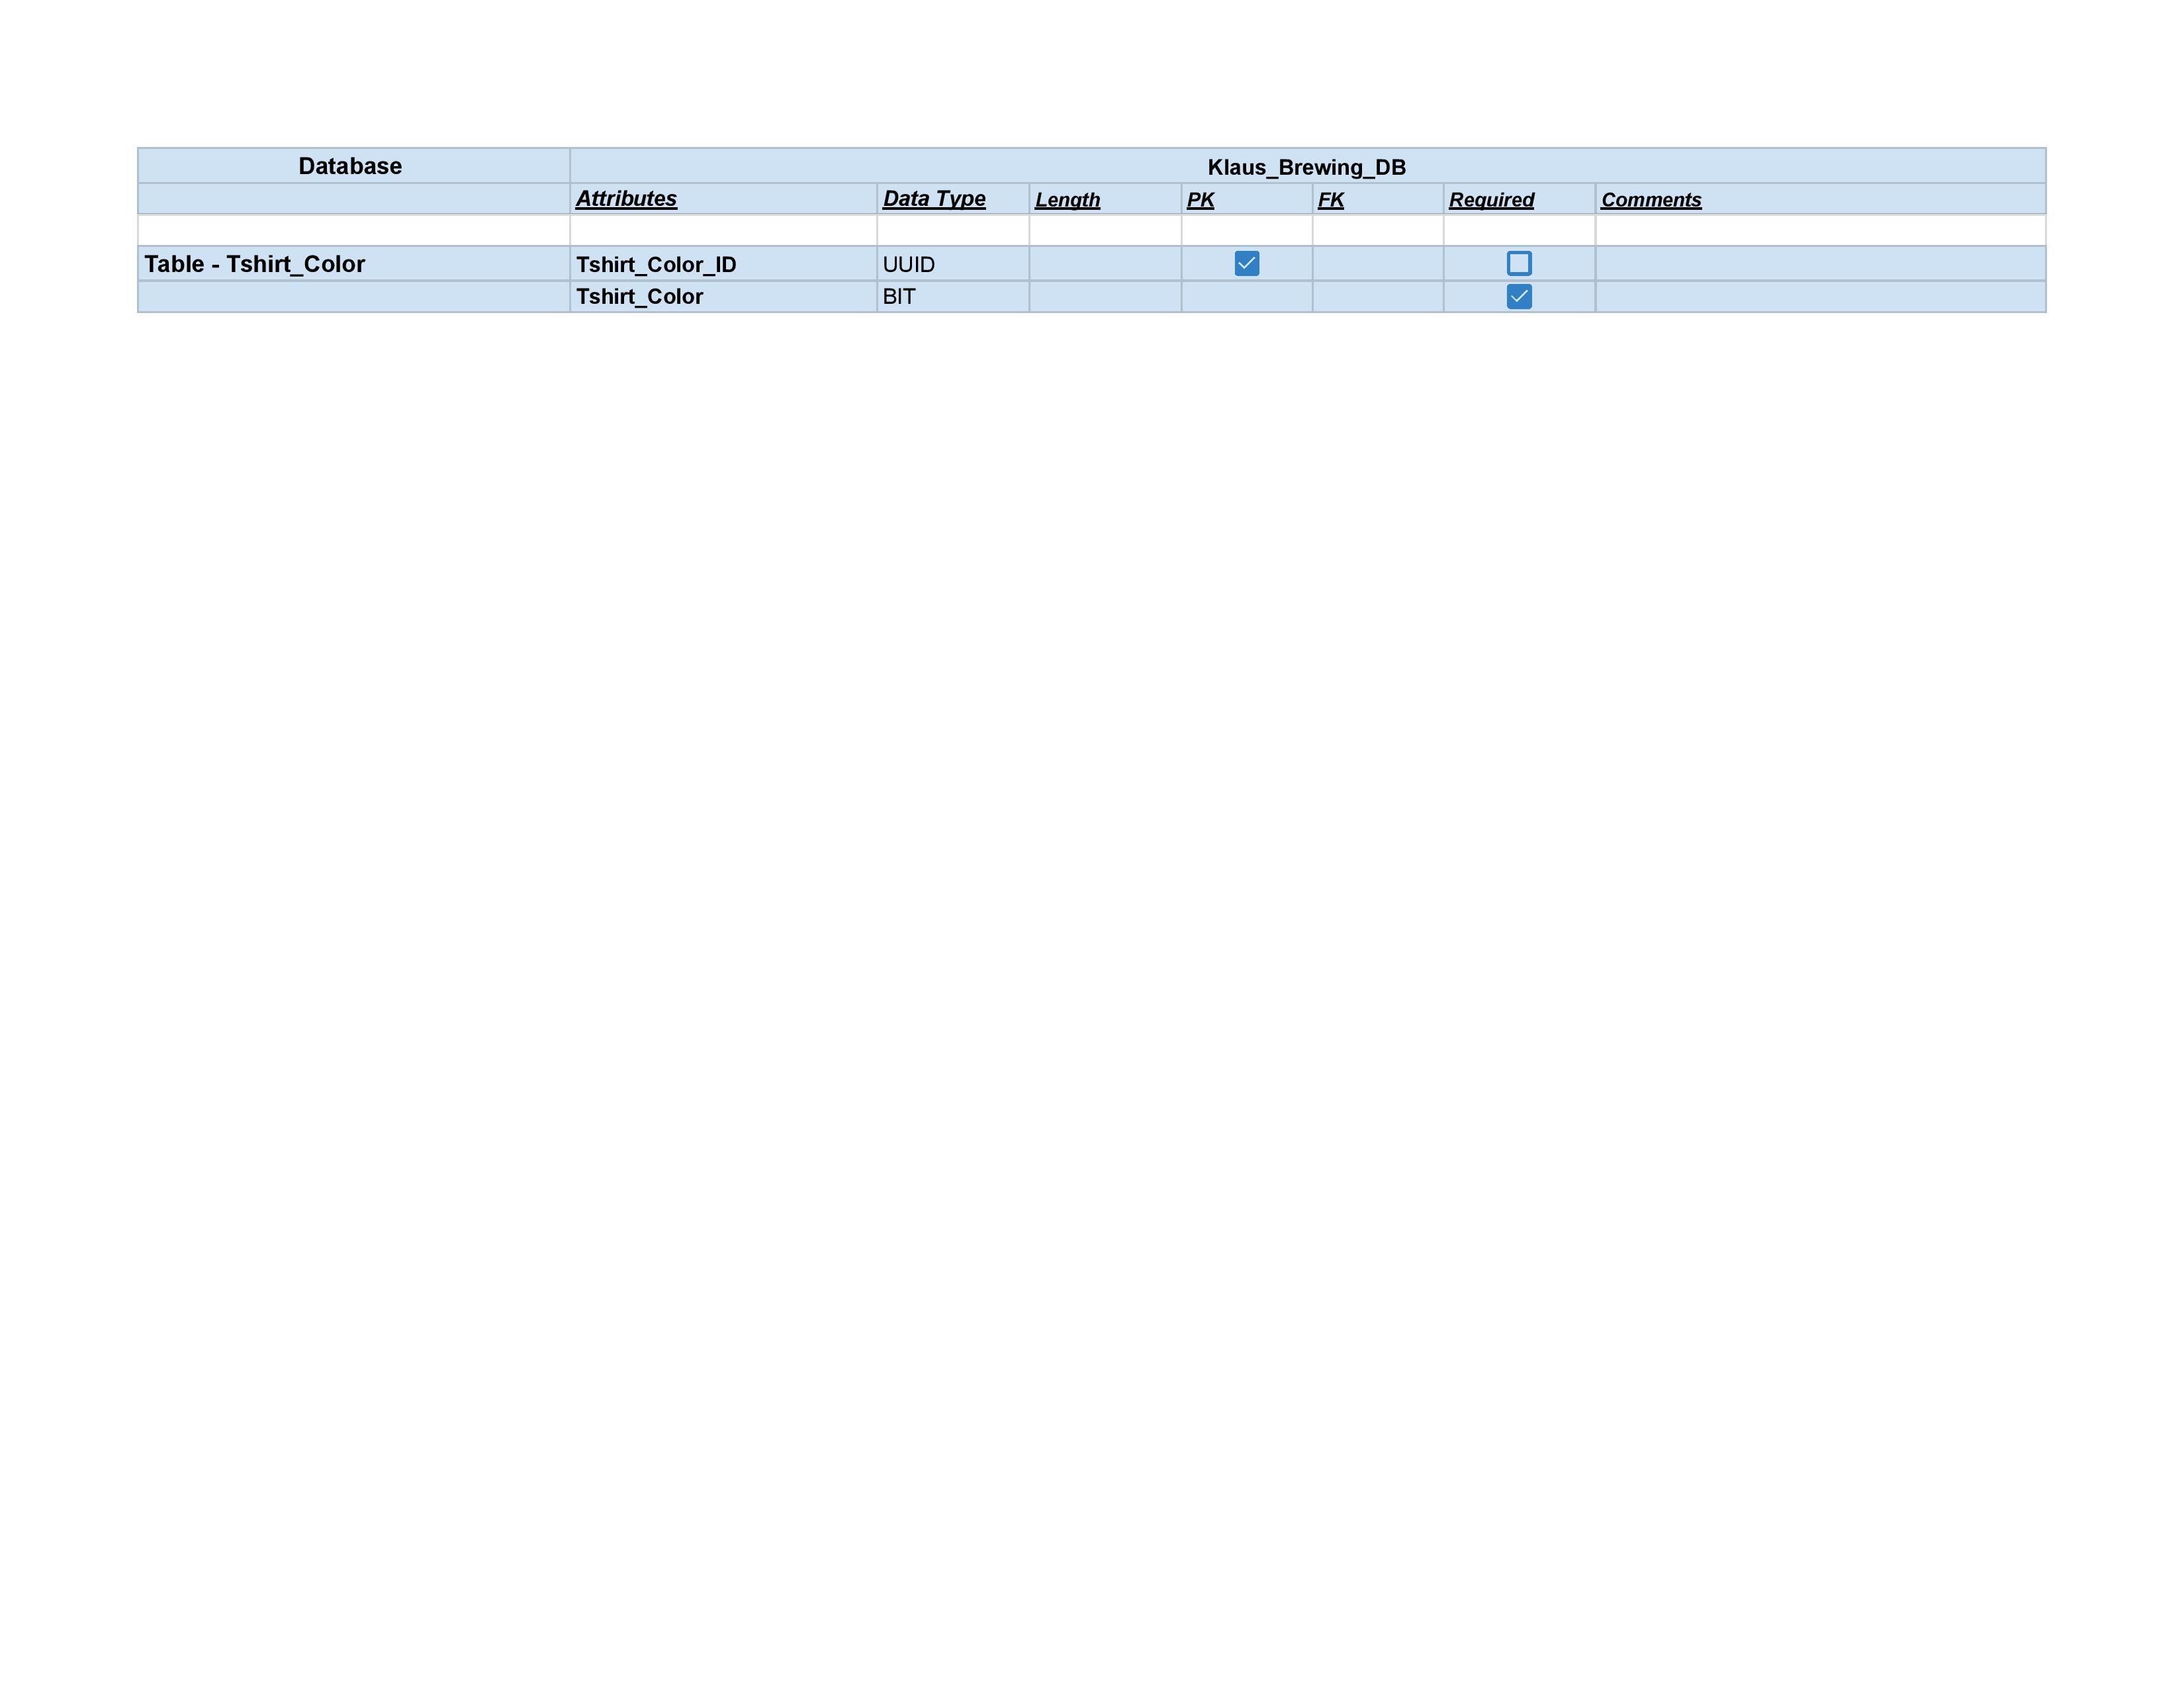 Database Klaus_Brewing_DB
Attributes Data Type Length PK FK Required Comments
Table - Tshirt_Color Tshirt_Color_ID UUID
Tshirt_Color BIT